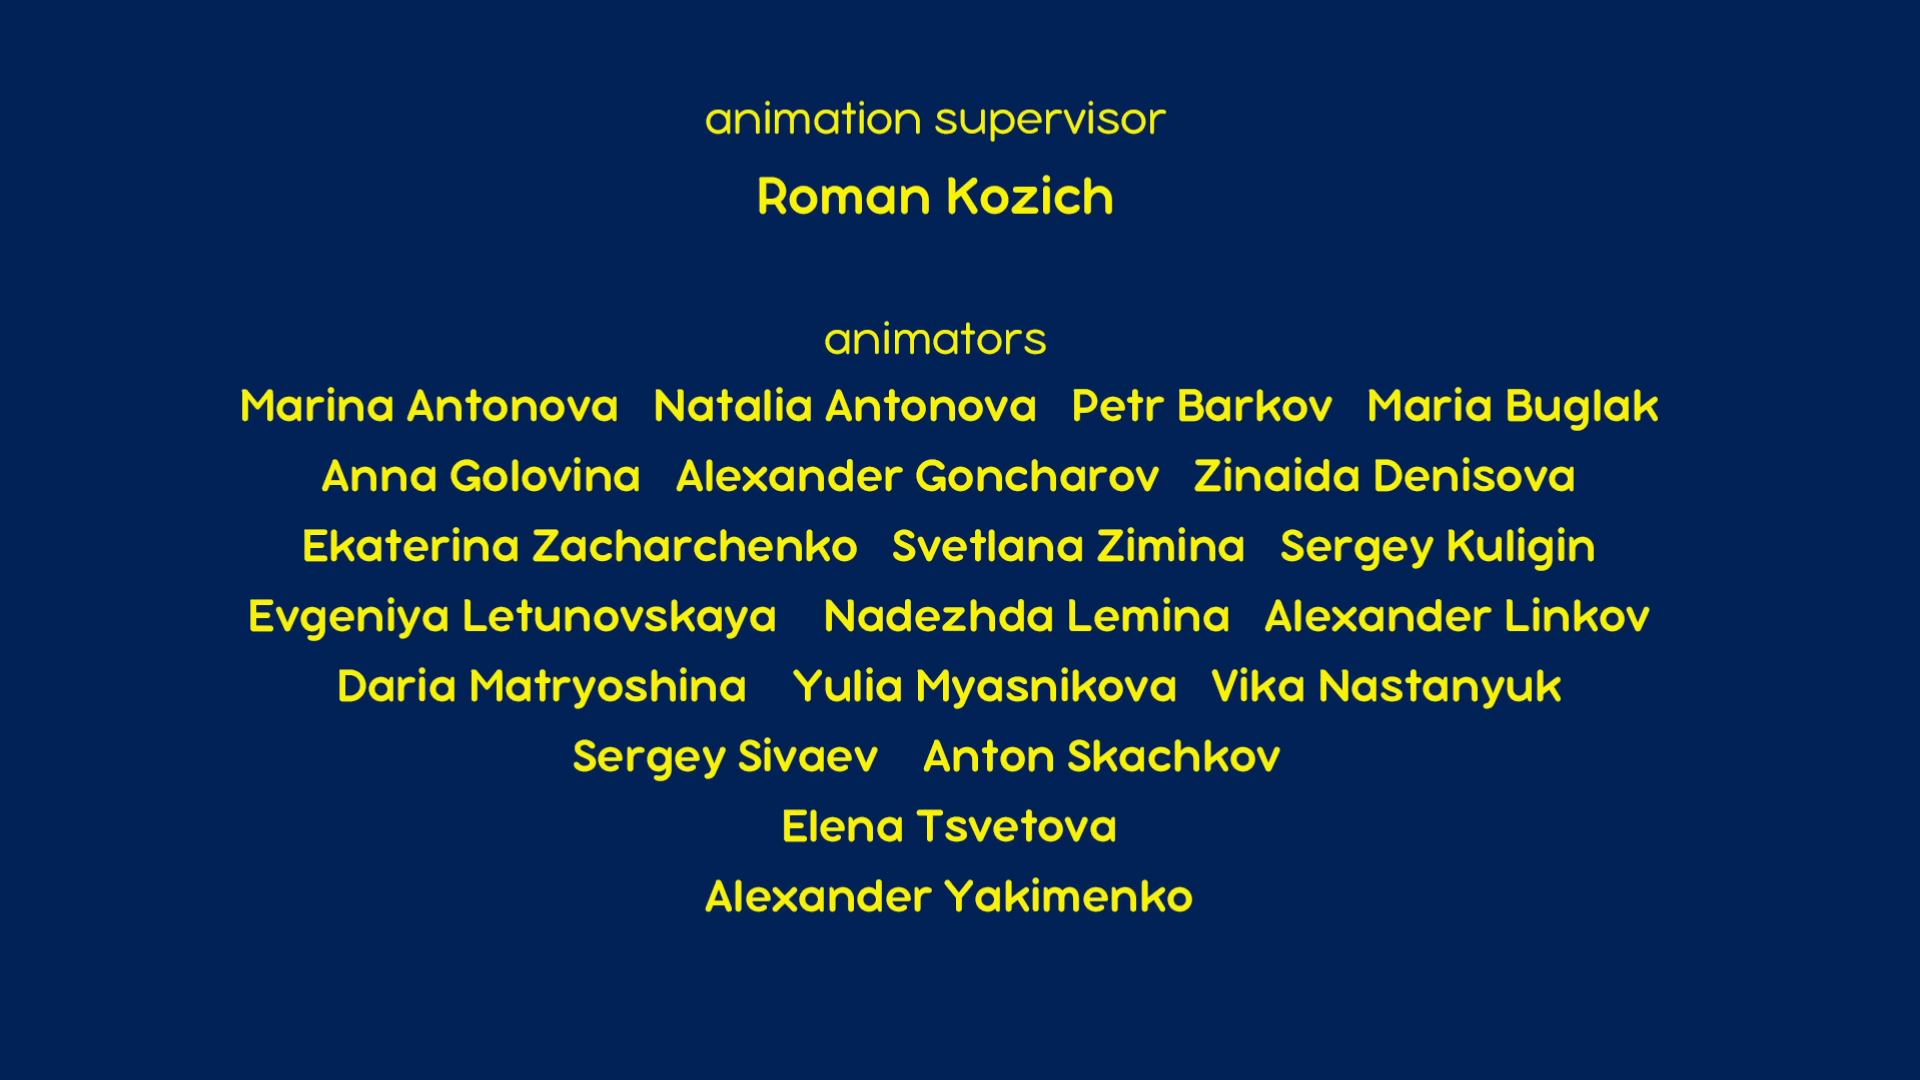 animation supervisor
Roman Kozich
animators
Marina Antonova Natalia Antonova Petr Barkov Maria Buglak
Anna Golovina Alexander Goncharov Zinaida Denisova
Ekaterina Zacharchenko Svetlana Zimina Sergey Kuligin
Evgeniya Letunovskaya Nadezhda Lemina Alexander Linkov
Daria Matryoshina Yulia Myasnikova Vika Nastanyuk
Sergey Sivaev Anton Skachkov
Elena Tsvetova
Alexander Yakimenko